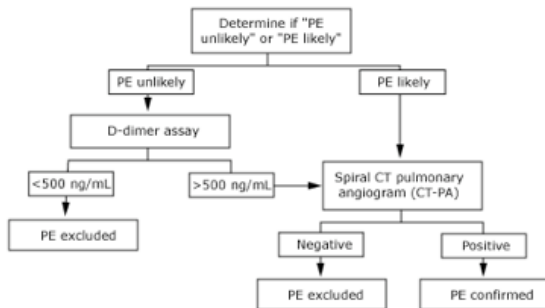 Determine if "PE
unlikely" or "PE likely"
PE unlikely
PE likely
D-dimer assay
<500 ng/mL
>500 ng/mL
Spiral CT pulmonary
angiogram (CT-PA)
PE excluded
Negative
Positive
PE excluded
PE confirmed